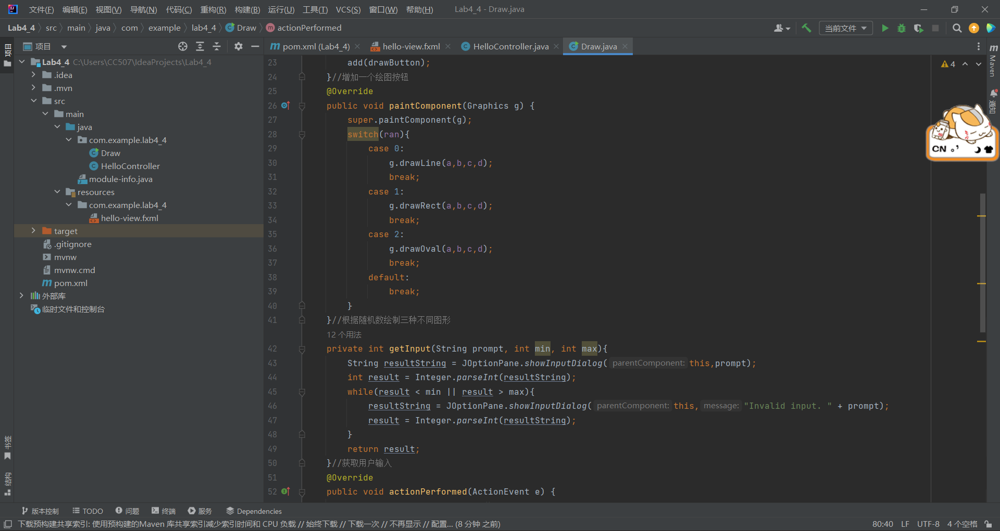 文件(F) 编辑(E) 视图(V) 导航(N) 代码(C) 重构(R) 构建(B) 运行(U) 工具(T) VCS(S) 窗口(W) 帮助(H) Lab4_4 - Draw.java
Lab4_4 src main java com example lab4_4 Draw m actionPerformed
当前文件
项目
项目
m pom.xml (Lab4_4) hello-view.fxml C HelloController.java C Draw.java
Lab4_4 C:\Users\CC507\IdeaProjects\Lab4_4
.idea
.mvn
src
main
java
com.example.lab4_4
Draw
HelloController
module-info.java
resources
com.example.lab4_4
hello-view.fxml
target
.gitignore
mvnw
mvnw.cmd
m pom.xml
外部库
临时文件和控制台
书签
结构
4
m
Maven
通知
CN
23 add(drawButton);
24 }//增加一个绘图按钮
25 @Override
26 public void paintComponent(Graphics g) {
27 super.paintComponent(g);
28 switch(ran){
29 case 0:
30 g.drawLine(a,b,c,d);
31 break;
32 case 1:
33 g.drawRect(a,b,c,d);
34 break;
35 case 2:
36 g.drawOval(a,b,c,d);
37 break;
38 default:
39 break;
40 }
41 }//根据随机数绘制三种不同图形
12 个用法
42 private int getInput(String prompt, int min, int max){
43 String resultString = JOptionPane.showInputDialog( parentComponent: this,prompt);
44 int result = Integer.parseInt(resultString);
45 while(result < min || result > max){
46 resultString = JOptionPane.showInputDialog( parentComponent: this, message: "Invalid input. " + prompt);
47 result = Integer.parseInt(resultString);
48 }
49 return result;
50 }//获取用户输入
51 @Override
52 public void actionPerformed(ActionEvent e) {
版本控制 TODO 问题 终端 服务 Dependencies
下载预构建共享索引: 使用预构建的Maven 库共享索引减少索引时间和 CPU 负载 // 始终下载 // 下载一次 // 不再显示 // 配置... (8 分钟 之前)
80:40 LF UTF-8 4 个空格